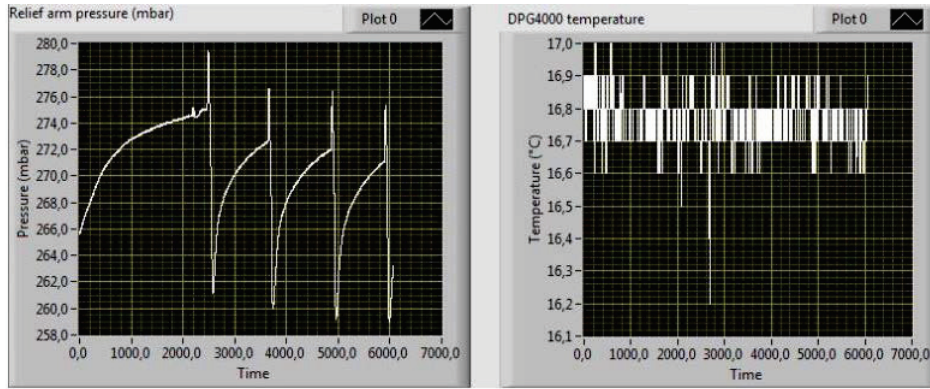 Relief arm pressure (mbar)
Plot 0
Pressure (mbar)
280,0
278,0
276,0
274,0
272,0
270,0
268,0
266,0
264,0
262,0
260,0
258,0
0,0 1000,0 2000,0 3000,0 4000,0 5000,0 6000,0 7000,0
Time
DPG4000 temperature
Plot 0
Temperature (°C)
17,0
16,9
16,8
16,7
16,6
16,5
16,4
16,3
16,2
16,1
0,0 1000,0 2000,0 3000,0 4000,0 5000,0 6000,0 7000,0
Time